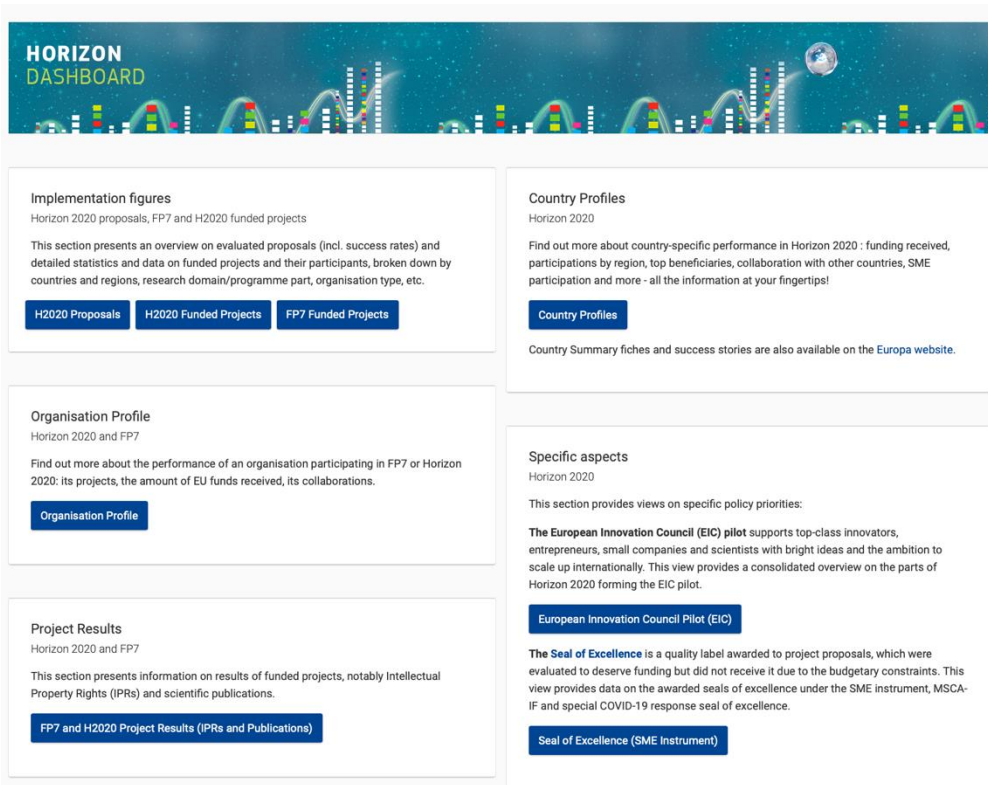 HORIZON
DASHBOARD
Implementation figures
Horizon 2020 proposals, FP7 and H2020 funded projects
This section presents an overview on evaluated proposals (incl. success rates) and
detailed statistics and data on funded projects and their participants, broken down by
countries and regions, research domain/programme part, organisation type, etc.
H2020 Proposals
H2020 Funded Projects
FP7 Funded Projects
Organisation Profile
Horizon 2020 and FP7
Find out more about the performance of an organisation participating in FP7 or Horizon
2020: its projects, the amount of EU funds received, its collaborations.
Organisation Profile
Project Results
Horizon 2020 and FP7
This section presents information on results of funded projects, notably Intellectual
Property Rights (IPRs) and scientific publications.
FP7 and H2020 Project Results (IPRs and Publications)
Country Profiles
Horizon 2020
Find out more about country-specific performance in Horizon 2020 : funding received,
participations by region, top beneficiaries, collaboration with other countries, SME
participation and more - all the information at your fingertips!
Country Profiles
Country Summary fiches and success stories are also available on the Europa website.
Specific aspects
Horizon 2020
This section provides views on specific policy priorities:
The European Innovation Council (EIC) pilot supports top-class innovators,
entrepreneurs, small companies and scientists with bright ideas and the ambition to
scale up internationally. This view provides a consolidated overview on the parts of
Horizon 2020 forming the EIC pilot.
European Innovation Council Pilot (EIC)
The Seal of Excellence is a quality label awarded to project proposals, which were
evaluated to deserve funding but did not receive it due to the budgetary constraints. This
view provides data on the awarded seals of excellence under the SME instrument, MSCA-
IF and special COVID-19 response seal of excellence.
Seal of Excellence (SME Instrument)